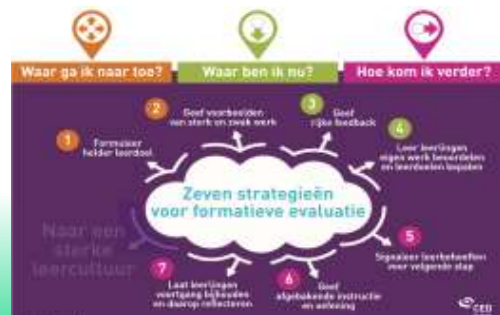 Waar ga ik naar toe?
Waar ben ik nu?
Hoe kom ik verder?
1
Formuleer
helder leerdoel
2
Geef voorbeelden
van sterk en zwak werk
3
Geef
rijke feedback
4
Leer leerlingen
eigen werk beoordelen
en leerdoelen bepalen
Zeven strategieën
voor formatieve evaluatie
5
Signaleer leerbehoeften
voor volgende stap
6
Geef
afgebakende instructie
en oefening
7
Laat leerlingen
voortgang bijhouden
en daarop reflecteren
Naar een
sterke
leercultuur
CED